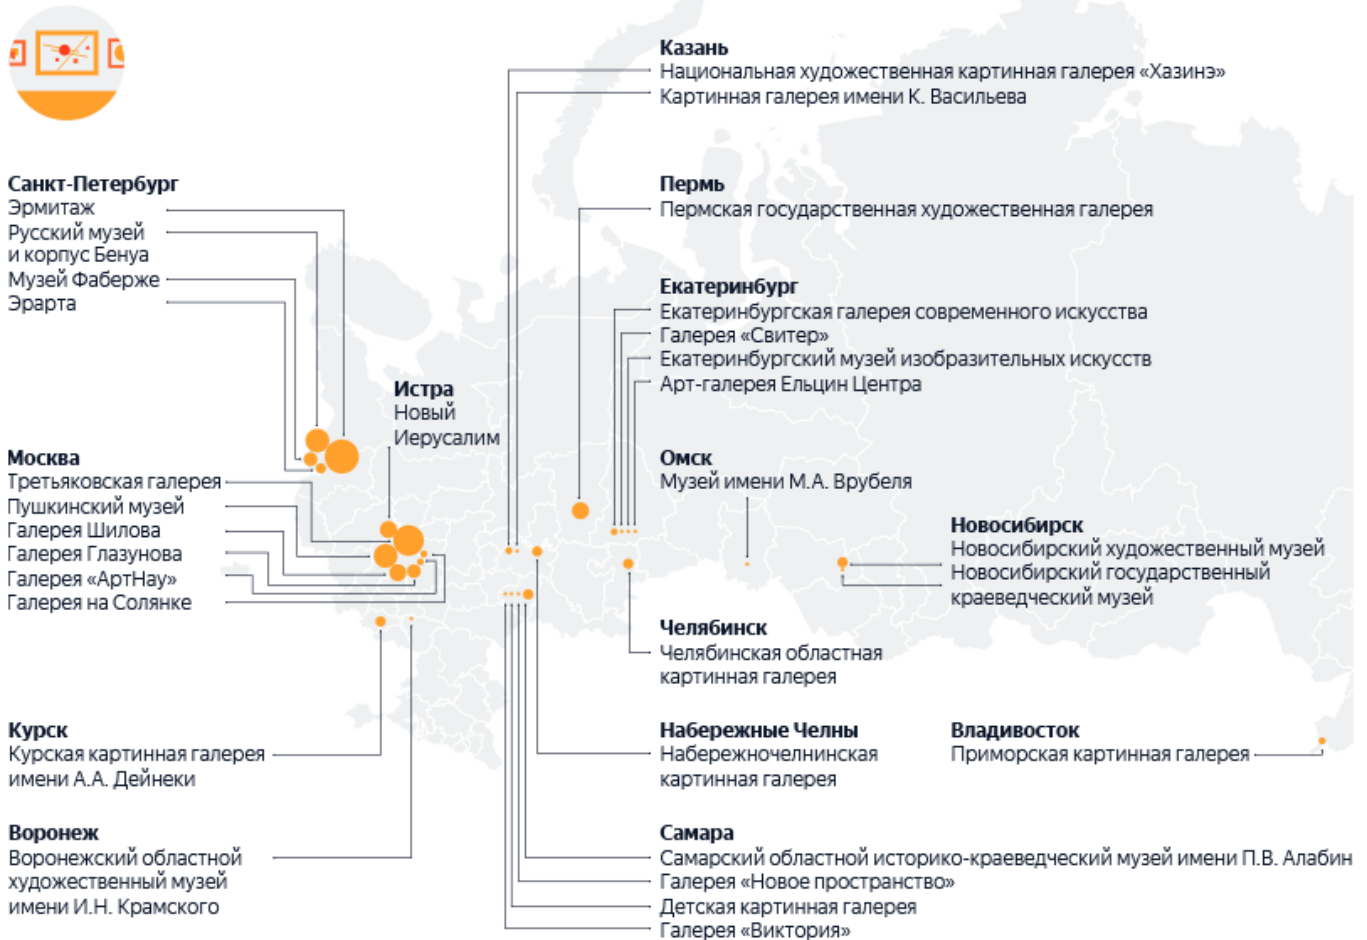 Казань
Национальная художественная картинная галерея «Хазинэ»
Картинная галерея имени К. Васильева
Санкт-Петербург
Эрмитаж
Русский музей
и корпус Бенуа
Музей Фаберже
Эрарта
Пермь
Пермская государственная художественная галерея
Екатеринбург
Екатеринбургская галерея современного искусства
Галерея «Свитер»
Екатеринбургский музей изобразительных искусств
Арт-галерея Ельцин Центра
Истра
Новый
Иерусалим
Москва
Третьяковская галерея
Пушкинский музей
Галерея Шилова
Галерея Глазунова
Галерея «АртНау»
Галерея на Солянке
Омск
Музей имени М.А. Врубеля
Новосибирск
Новосибирский художественный музей
Новосибирский государственный
краеведческий музей
Челябинск
Челябинская областная
картинная галерея
Курск
Курская картинная галерея
имени А.А. Дейнеки
Набережные Челны
Набережночелнинская
картинная галерея
Владивосток
Приморская картинная галерея
Воронеж
Воронежский областной
художественный музей
имени И.Н. Крамского
Самара
Самарский областной историко-краеведческий музей имени П.В. Алабин
Галерея «Новое пространство»
Детская картинная галерея
Галерея «Виктория»